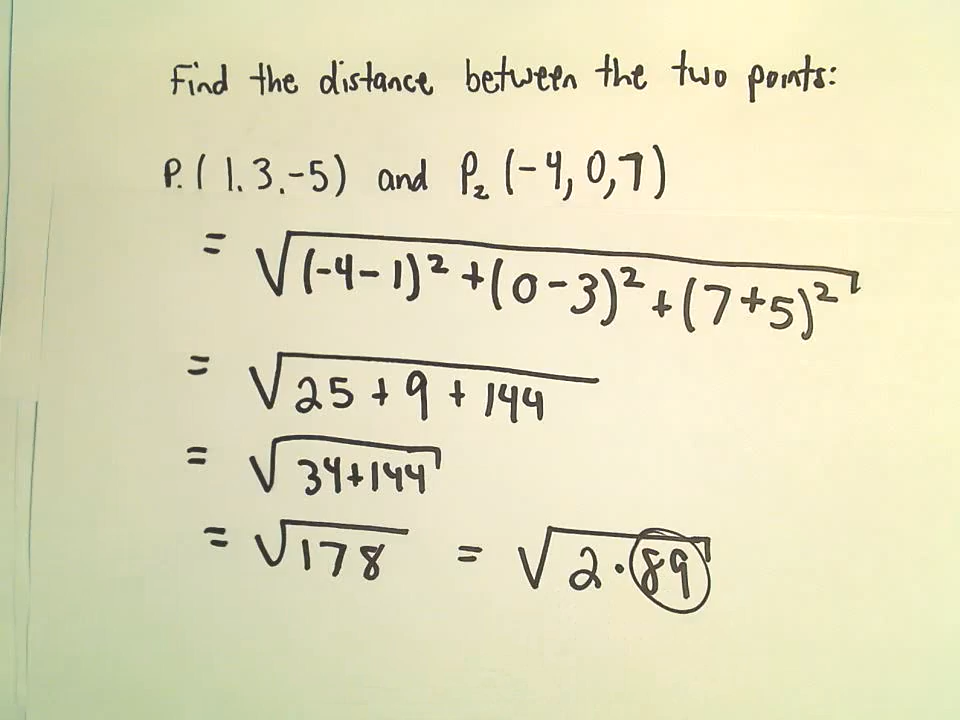 Find the distance between the two points:
P.(1.3.-5) and P₂(-4,0,7)
= √(-4-1)²+(0-3)²+(7+5)²
= √25+9+144
= √34+144
= √178 = √2·89